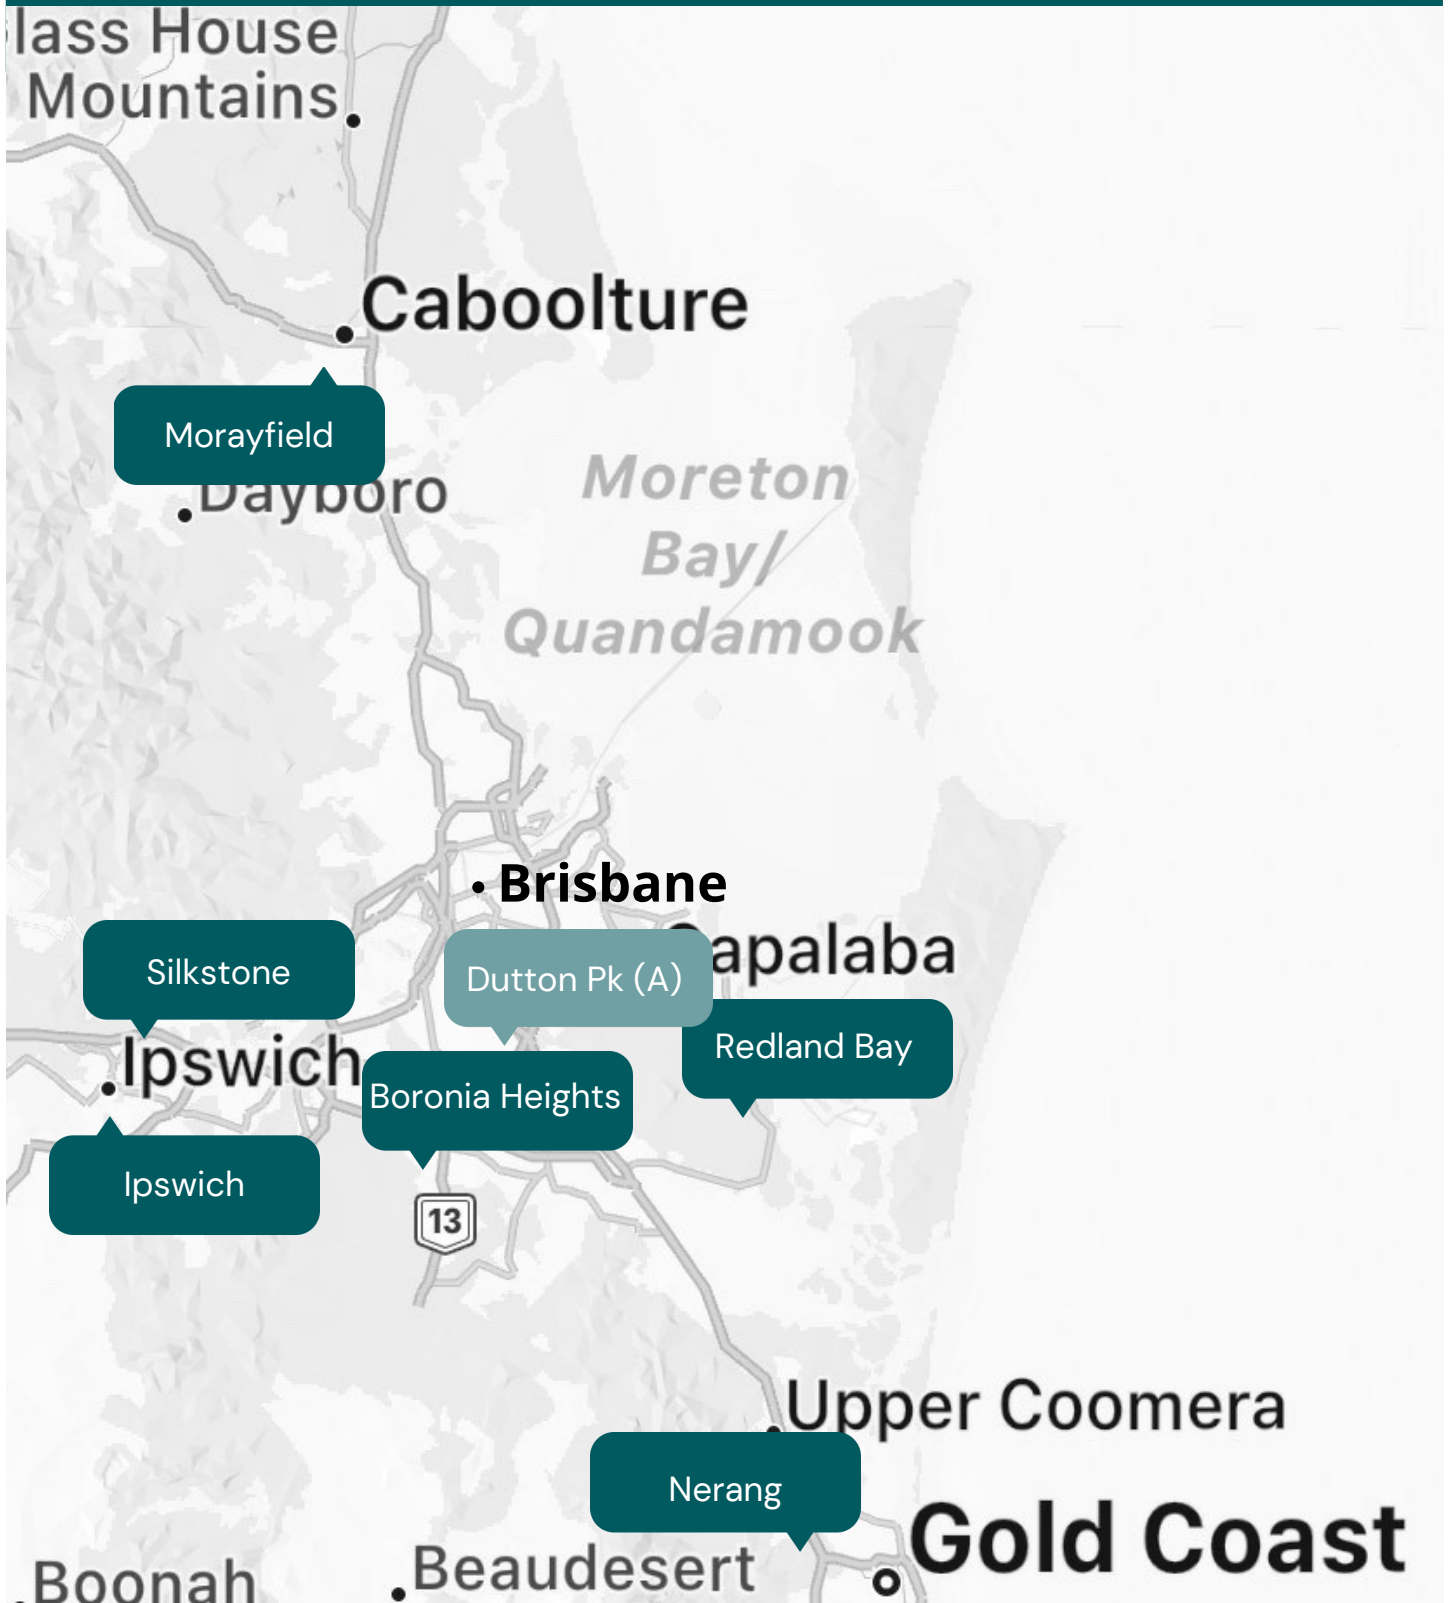 lass House
Mountains
Caboolture
Morayfield
Dayboro
Moreton
Bay/
Quandamook
Brisbane
Silkstone
Dutton Pk (A)
apalaba
Redland Bay
Ipswich
Boronia Heights
Ipswich
13
Upper Coomera
Nerang
Gold Coast
Beaudesert
Boonah